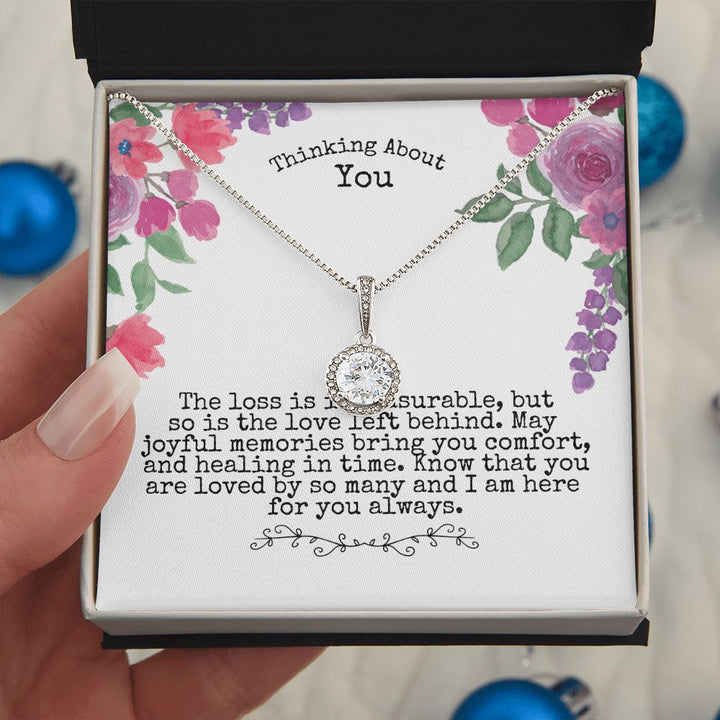 Thinking About
You
The loss is immeasurable, but
so is the love left behind. May
joyful memories bring you comfort,
and healing in time. Know that you
are loved by so many and I am here
for you always.